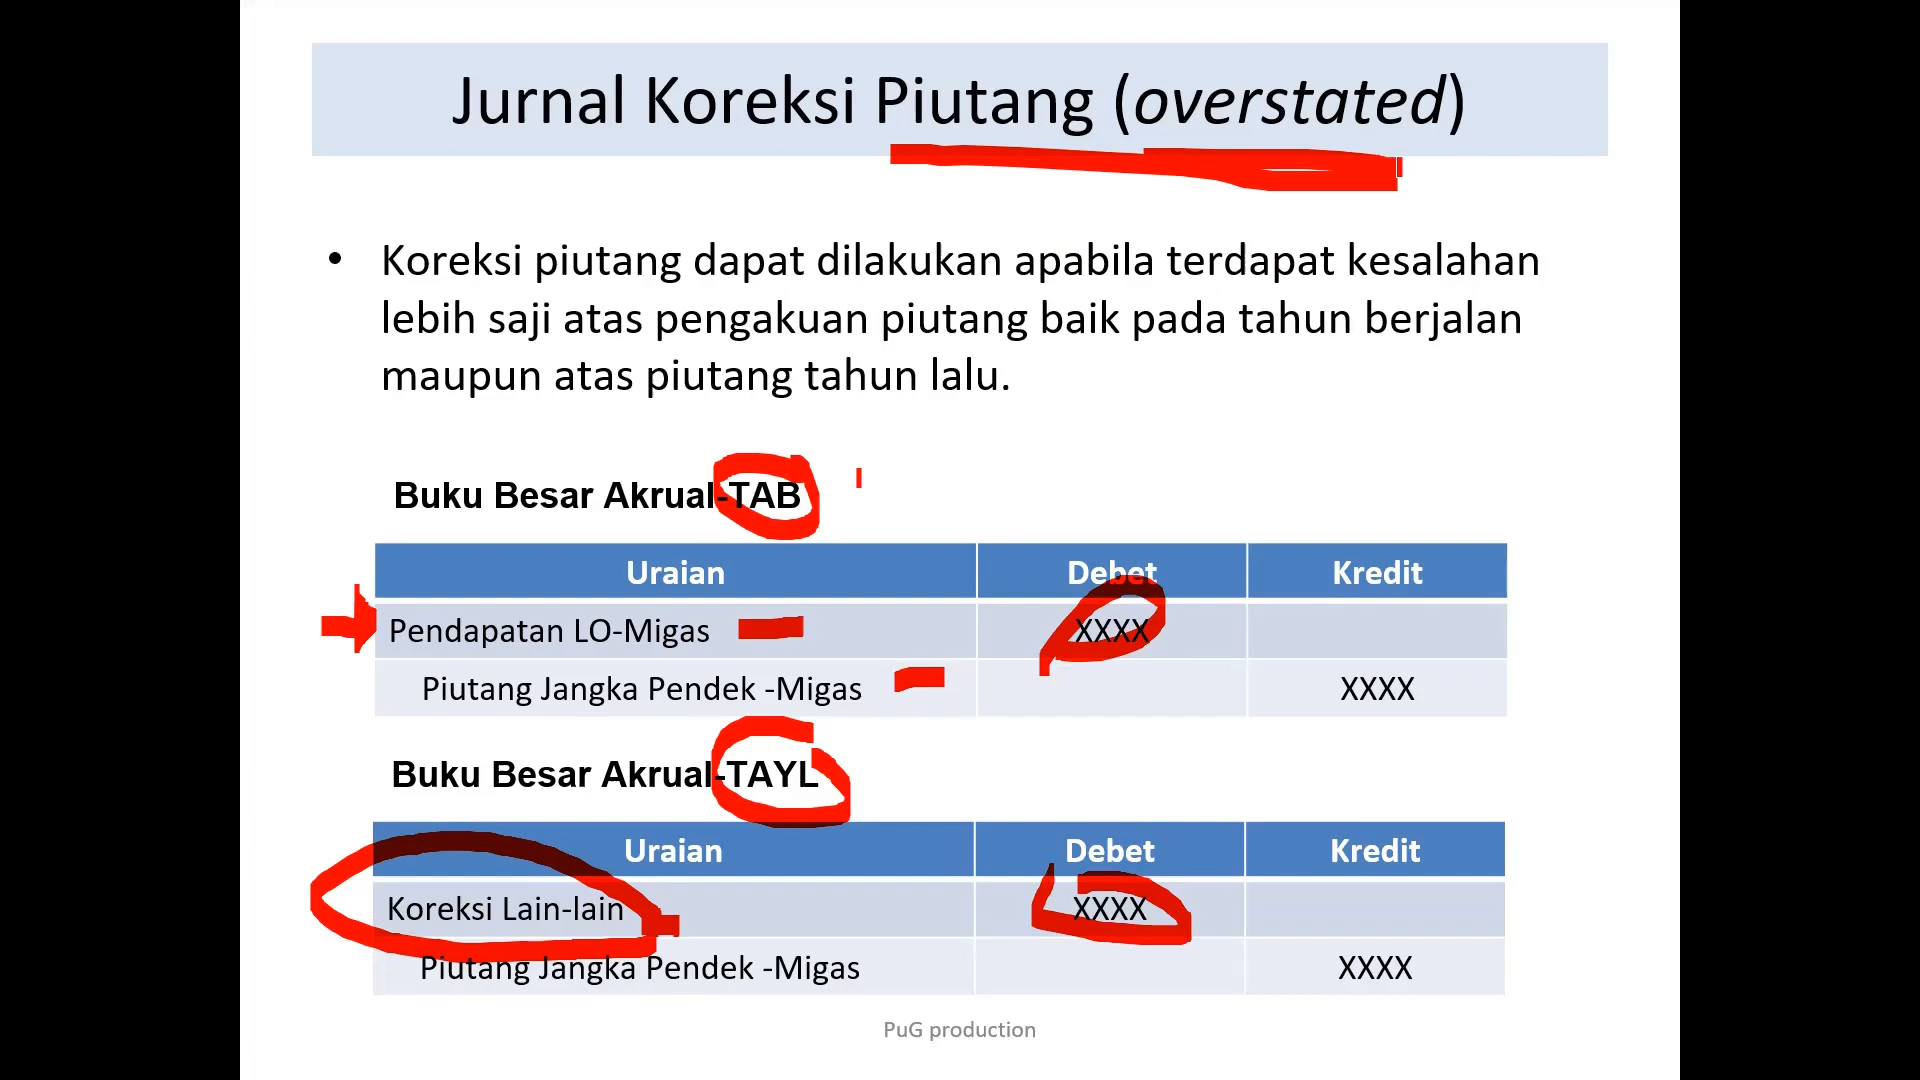 Jurnal Koreksi Piutang (overstated)
• Koreksi piutang dapat dilakukan apabila terdapat kesalahan
lebih saji atas pengakuan piutang baik pada tahun berjalan
maupun atas piutang tahun lalu.
Buku Besar Akrual-TAB
Uraian Debet Kredit
Pendapatan LO-Migas XXXX
Piutang Jangka Pendek -Migas XXXX
Buku Besar Akrual-TAYL
Uraian Debet Kredit
Koreksi Lain-lain XXXX
Piutang Jangka Pendek -Migas XXXX
PuG production